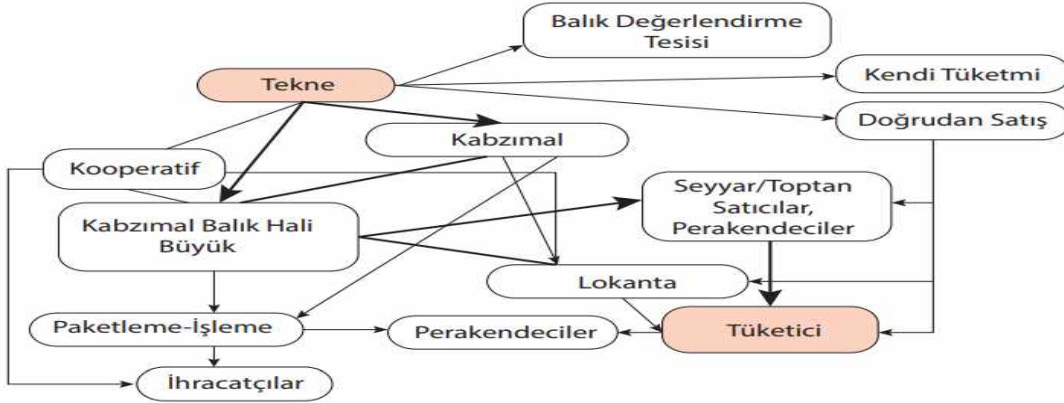 Balık Değerlendirme
Tesisi
Tekne
Kendi Tüketmi
Doğrudan Satış
Kabzımal
Kooperatif
Seyyar/Toptan
Satıcılar,
Perakendeciler
Kabzımal Balık Hali
Büyük
Lokanta
Paketleme-İşleme
Perakendeciler
Tüketici
İhracatçılar